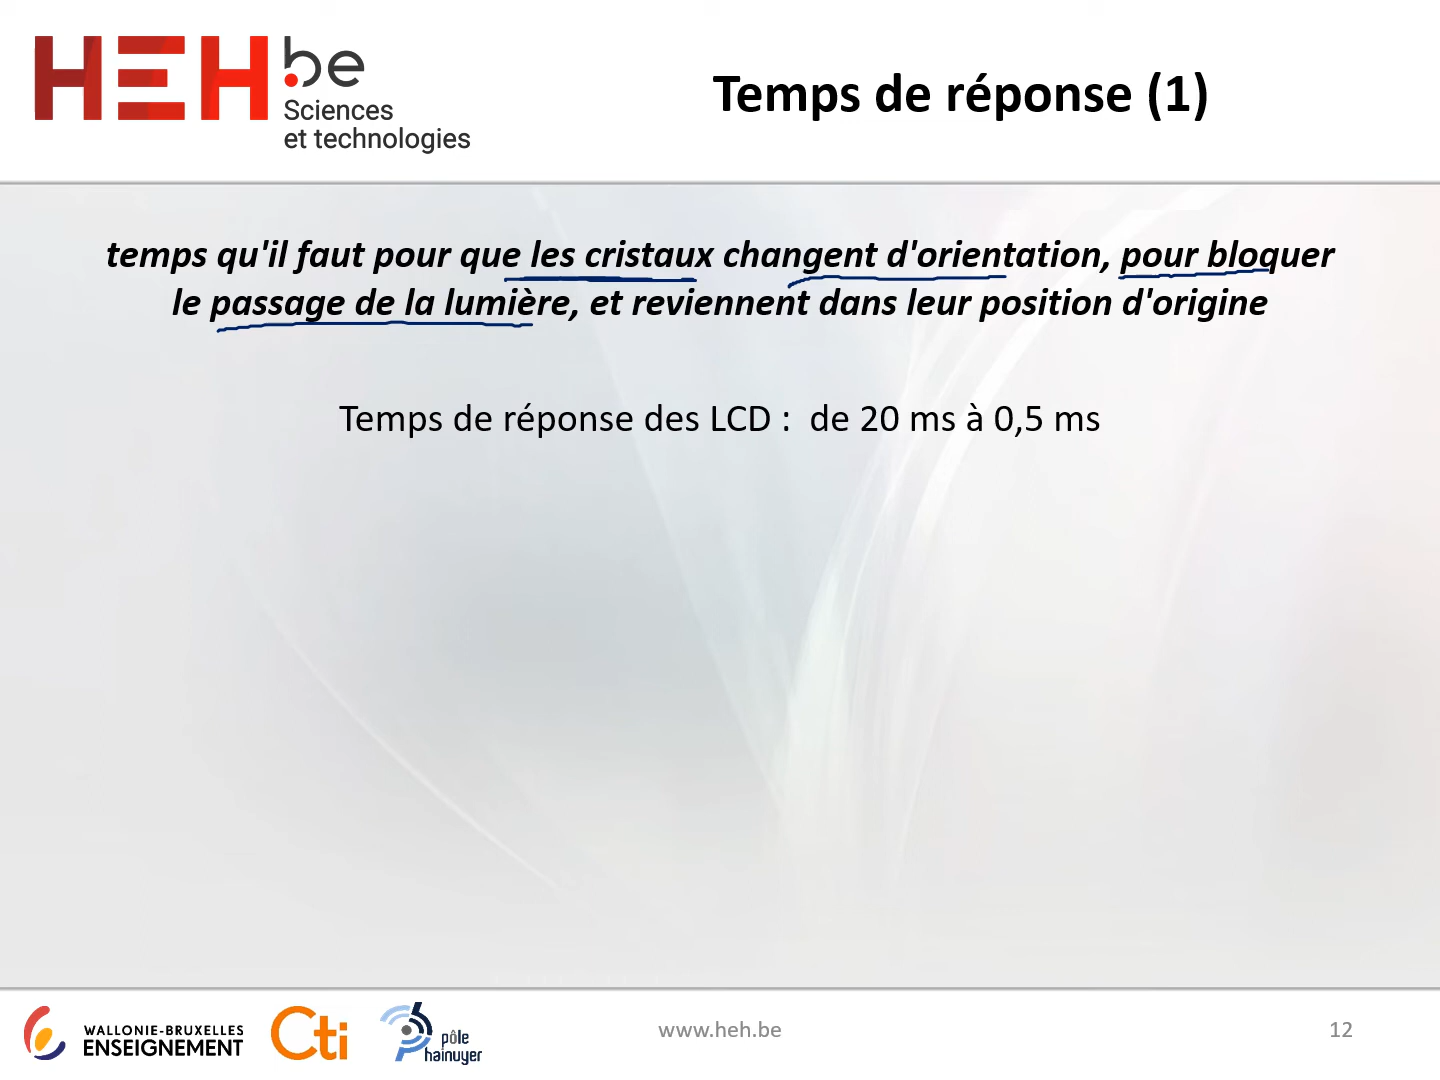 HEH.be
Sciences
et technologies
Temps de réponse (1)
temps qu'il faut pour que les cristaux changent d'orientation, pour bloquer
le passage de la lumière, et reviennent dans leur position d'origine
Temps de réponse des LCD :  de 20 ms à 0,5 ms
WALLONIE-BRUXELLES
ENSEIGNEMENT
Cti
pôle
hainuyer
www.heh.be
12